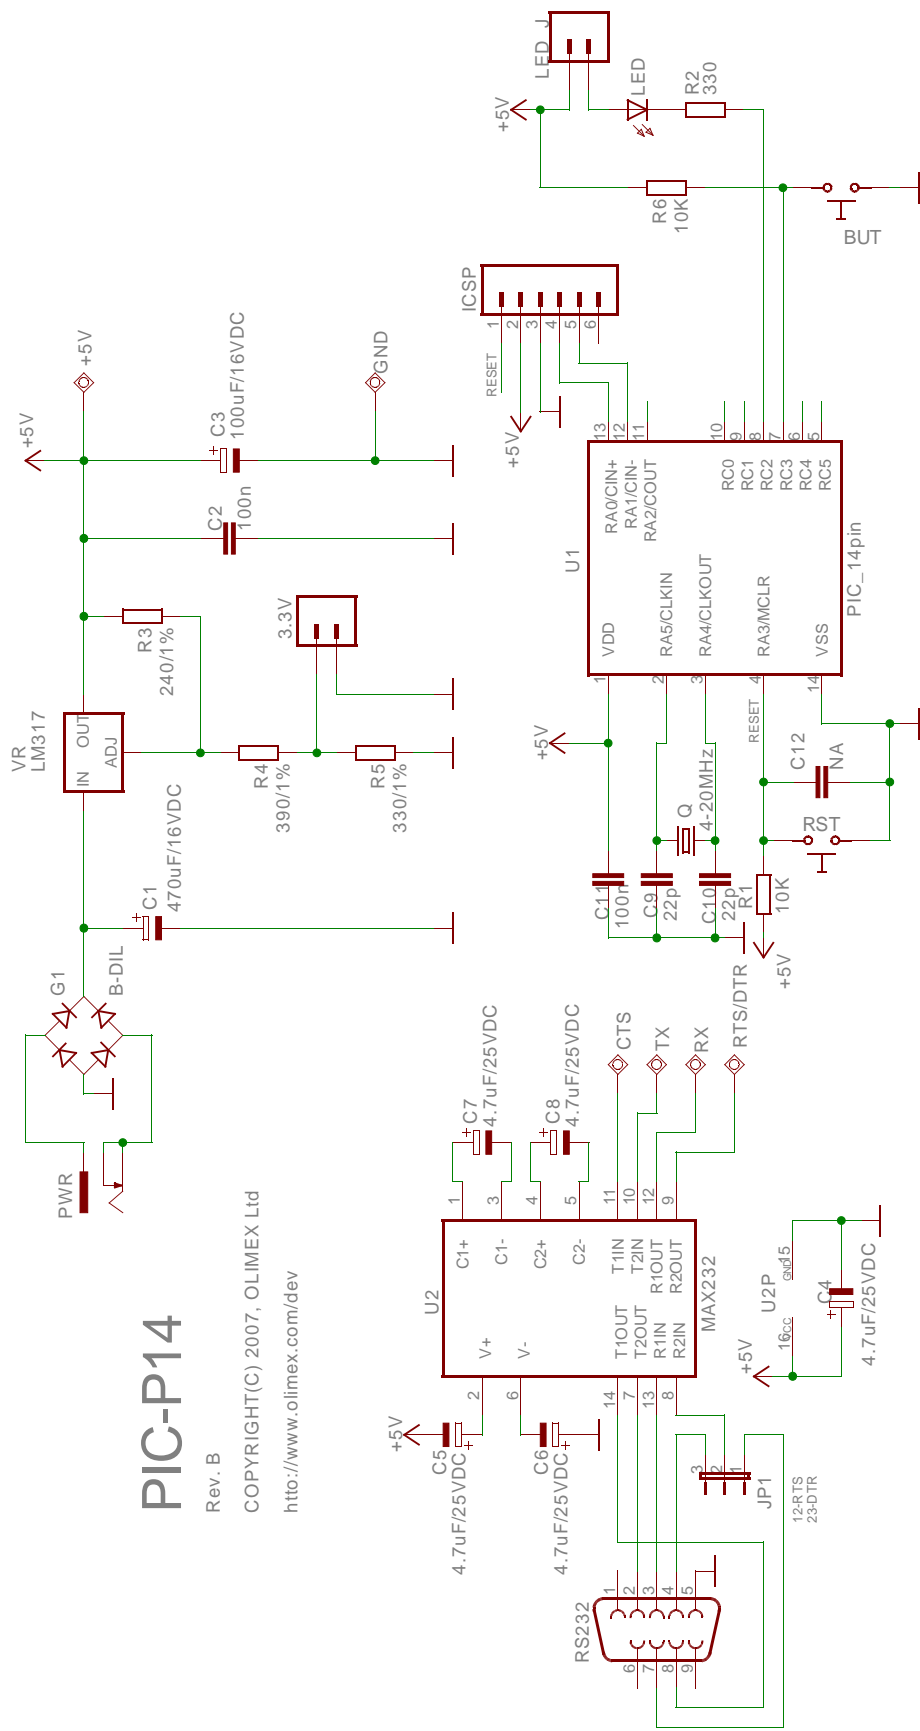 PIC-P14
Rev. B
COPYRIGHT(C) 2007, OLIMEX Ltd
http://www.olimex.com/dev
PWR
G1
B-DIL
C1
470uF/16VDC
VR
LM317
IN
OUT
ADJ
R3
240/1%
R4
390/1%
R5
330/1%
3.3V
C2
100n
C3
100uF/16VDC
+5V
+5V
GND
RS232
1
2
3
4
5
6
7
8
9
JP1
3
2
1
12-RTS
23-DTR
+5V
C5
4.7uF/25VDC
C6
4.7uF/25VDC
U2
MAX232
2
V+
6
V-
14
T1OUT
7
T2OUT
13
R1IN
8
R2IN
C1+
1
C1-
3
C2+
4
C2-
5
T1IN
11
T2IN
10
R1OUT
12
R2OUT
9
C7
4.7uF/25VDC
C8
4.7uF/25VDC
CTS
TX
RX
RTS/DTR
+5V
U2P
16
VCC
GND
15
C4
4.7uF/25VDC
+5V
C11
100n
C9
22p
C10
22p
Q
4-20MHz
R1
10K
+5V
RST
C12
NA
RESET
U1
PIC_14pin
1
VDD
2
RA5/CLKIN
3
RA4/CLKOUT
4
RA3/MCLR
14
VSS
RA0/CIN+
13
RA1/CIN-
12
RA2/COUT
11
RC0
10
RC1
9
RC2
8
RC3
7
RC4
6
RC5
5
ICSP
1
2
3
4
5
6
RESET
+5V
+5V
LED_J
LED
R2
330
R6
10K
BUT